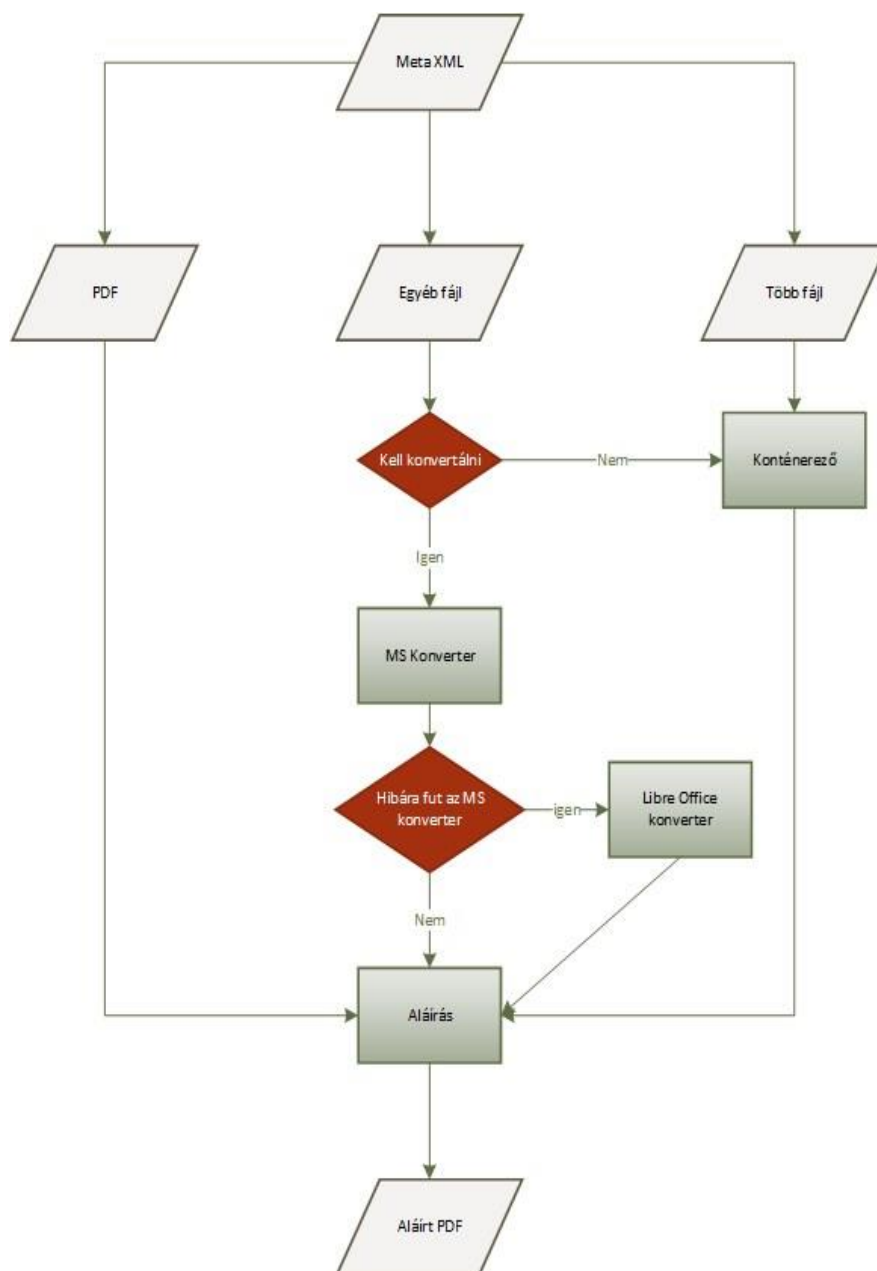 Meta XML
PDF
Egyéb fájl
Több fájl
Kell konvertálni
Nem
Konténerező
Igen
MS Konverter
Hibára fut az MS
konverter
igen
Libre Office
konverter
Nem
Aláírás
Aláírt PDF